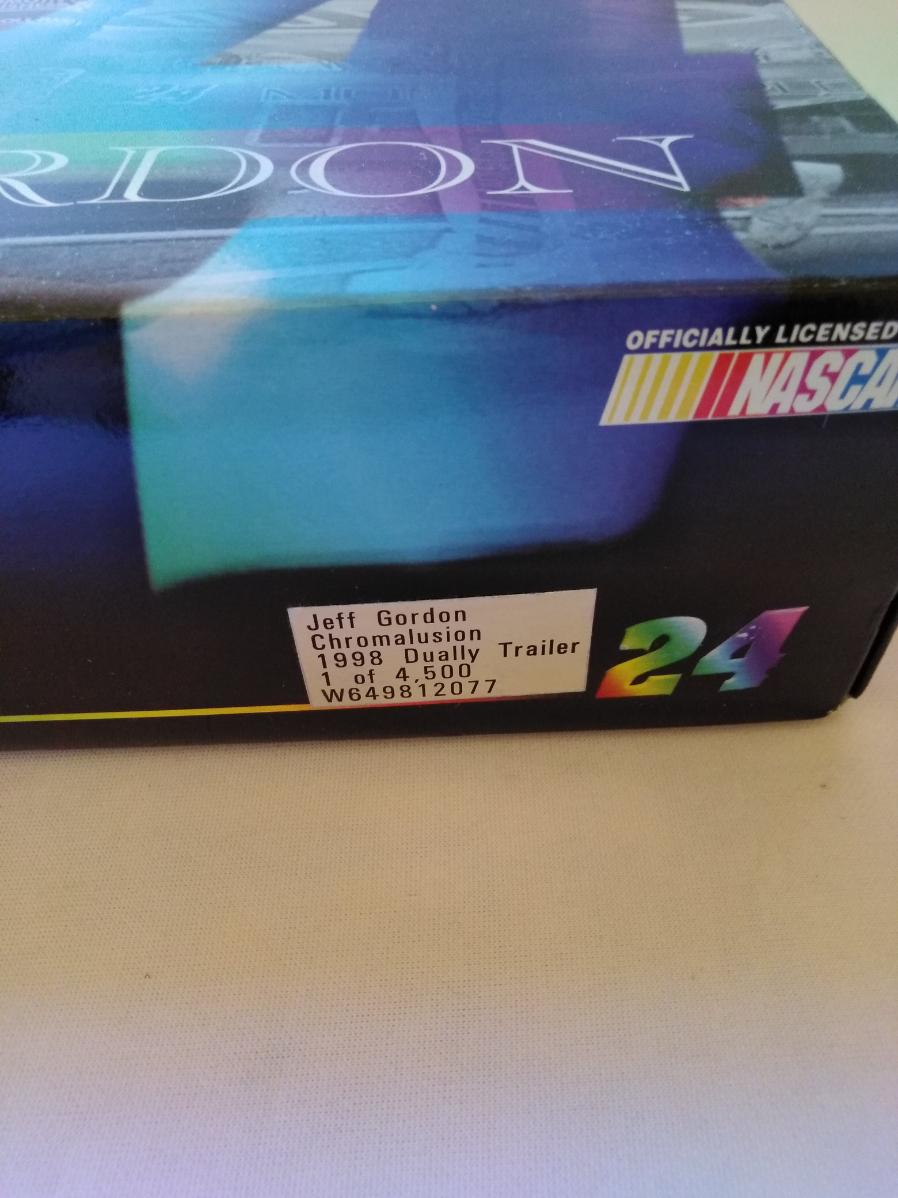 RDON
OFFICIALLY LICENSED
NASCA
Jeff Gordon
Chromalusion
1998 Dually Trailer
1 of 4,500
W649812077
24